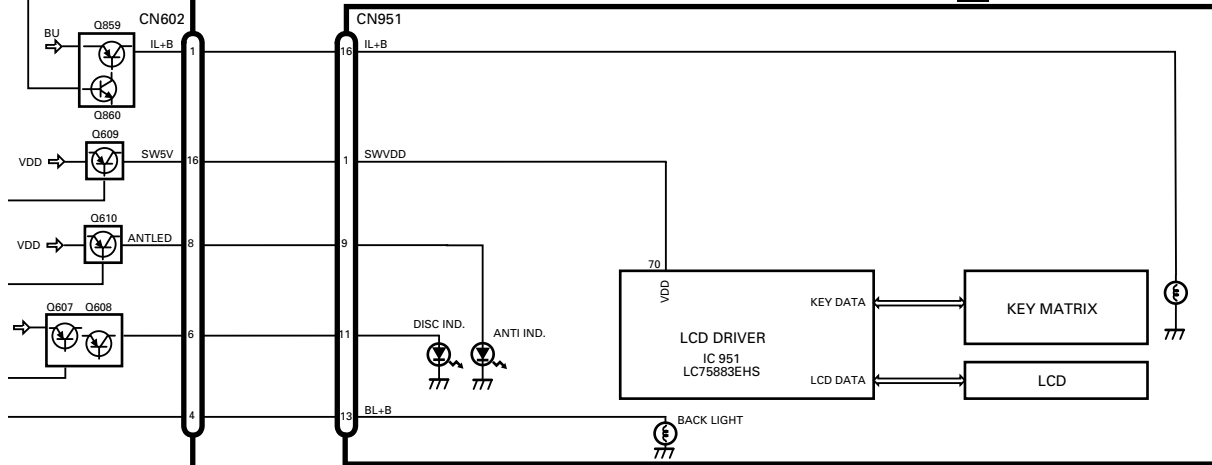 CN602
CN951
Q859
BU
IL+B
1
16
IL+B
Q860
Q609
VDD
SW5V
16
1
SWVDD
Q610
VDD
ANTLED
8
9
70
VDD
KEY DATA
KEY MATRIX
Q607 Q608
6
11
DISC IND.
ANTI IND.
LCD DRIVER
IC 951
LC75883EHS
LCD DATA
LCD
4
13
BL+B
BACK LIGHT